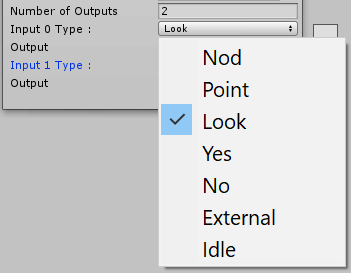 Number of Outputs 2
Input 0 Type : Look
Output
Input 1 Type :
Output
Nod
Point
Look
Yes
No
External
Idle